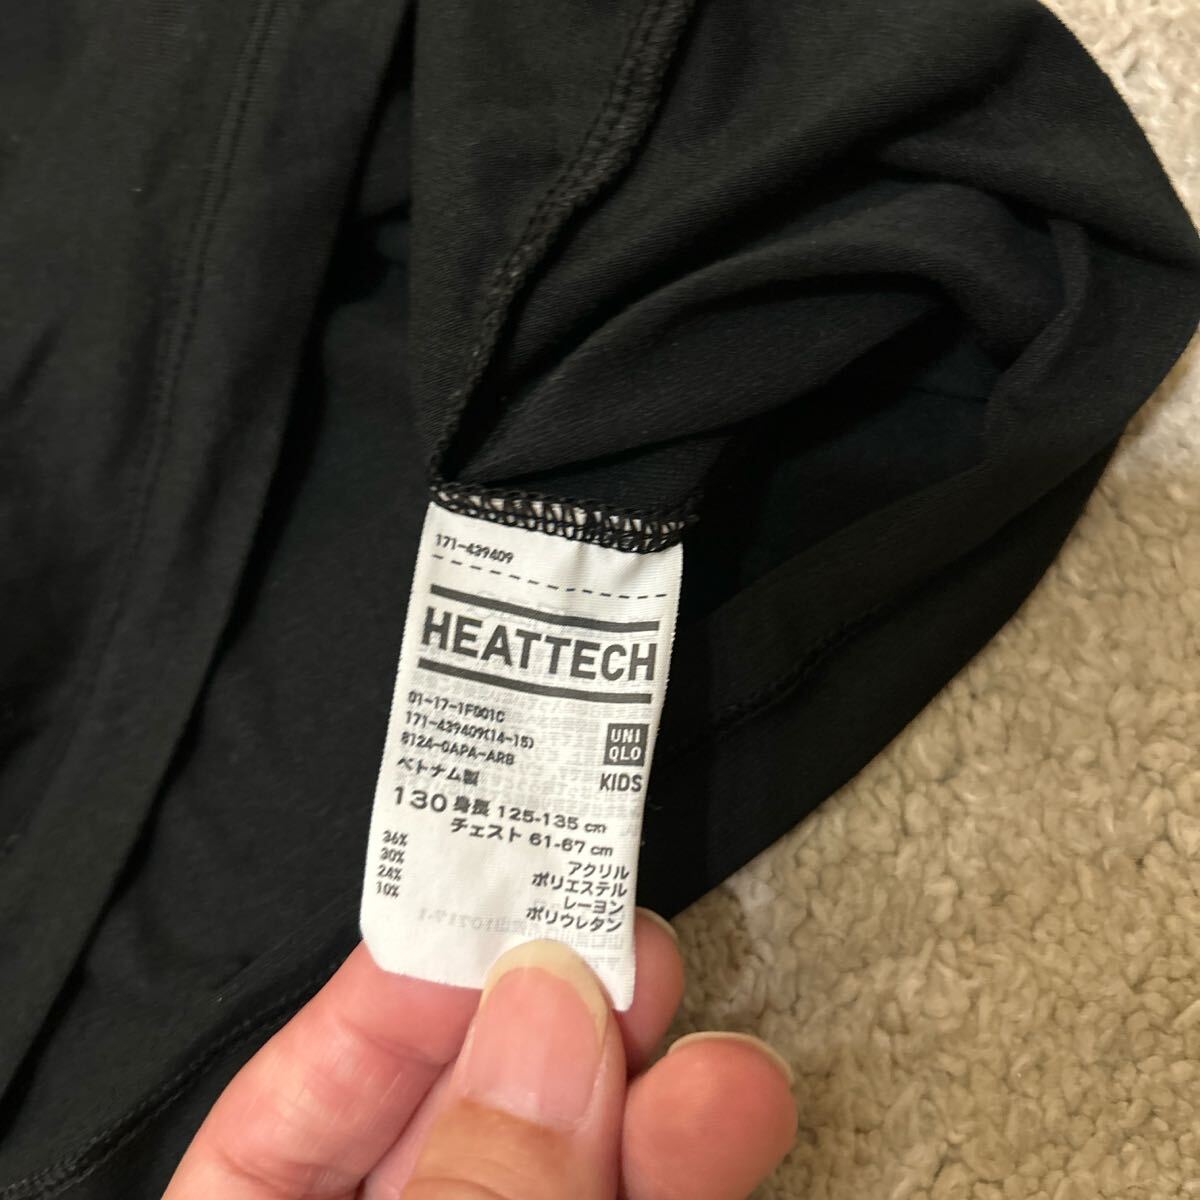 171-439409
HEATTECH
01-17-1F001C
171-439409(14-15)
8124-0APA-ARB
ベトナム製
UNI
QLO
KIDS
130 身長 125-135 cm
チェスト 61-67 cm
36% アクリル
30% ポリエステル
24% レーヨン
10% ポリウレタン